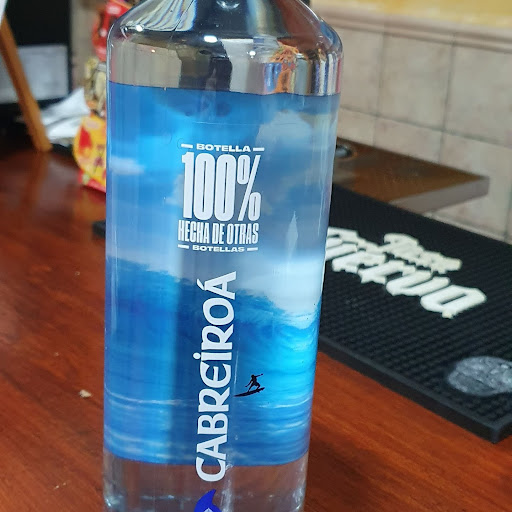 BOTELLA
100%
HECHA DE OTRAS
BOTELLAS
CABREIROÁ